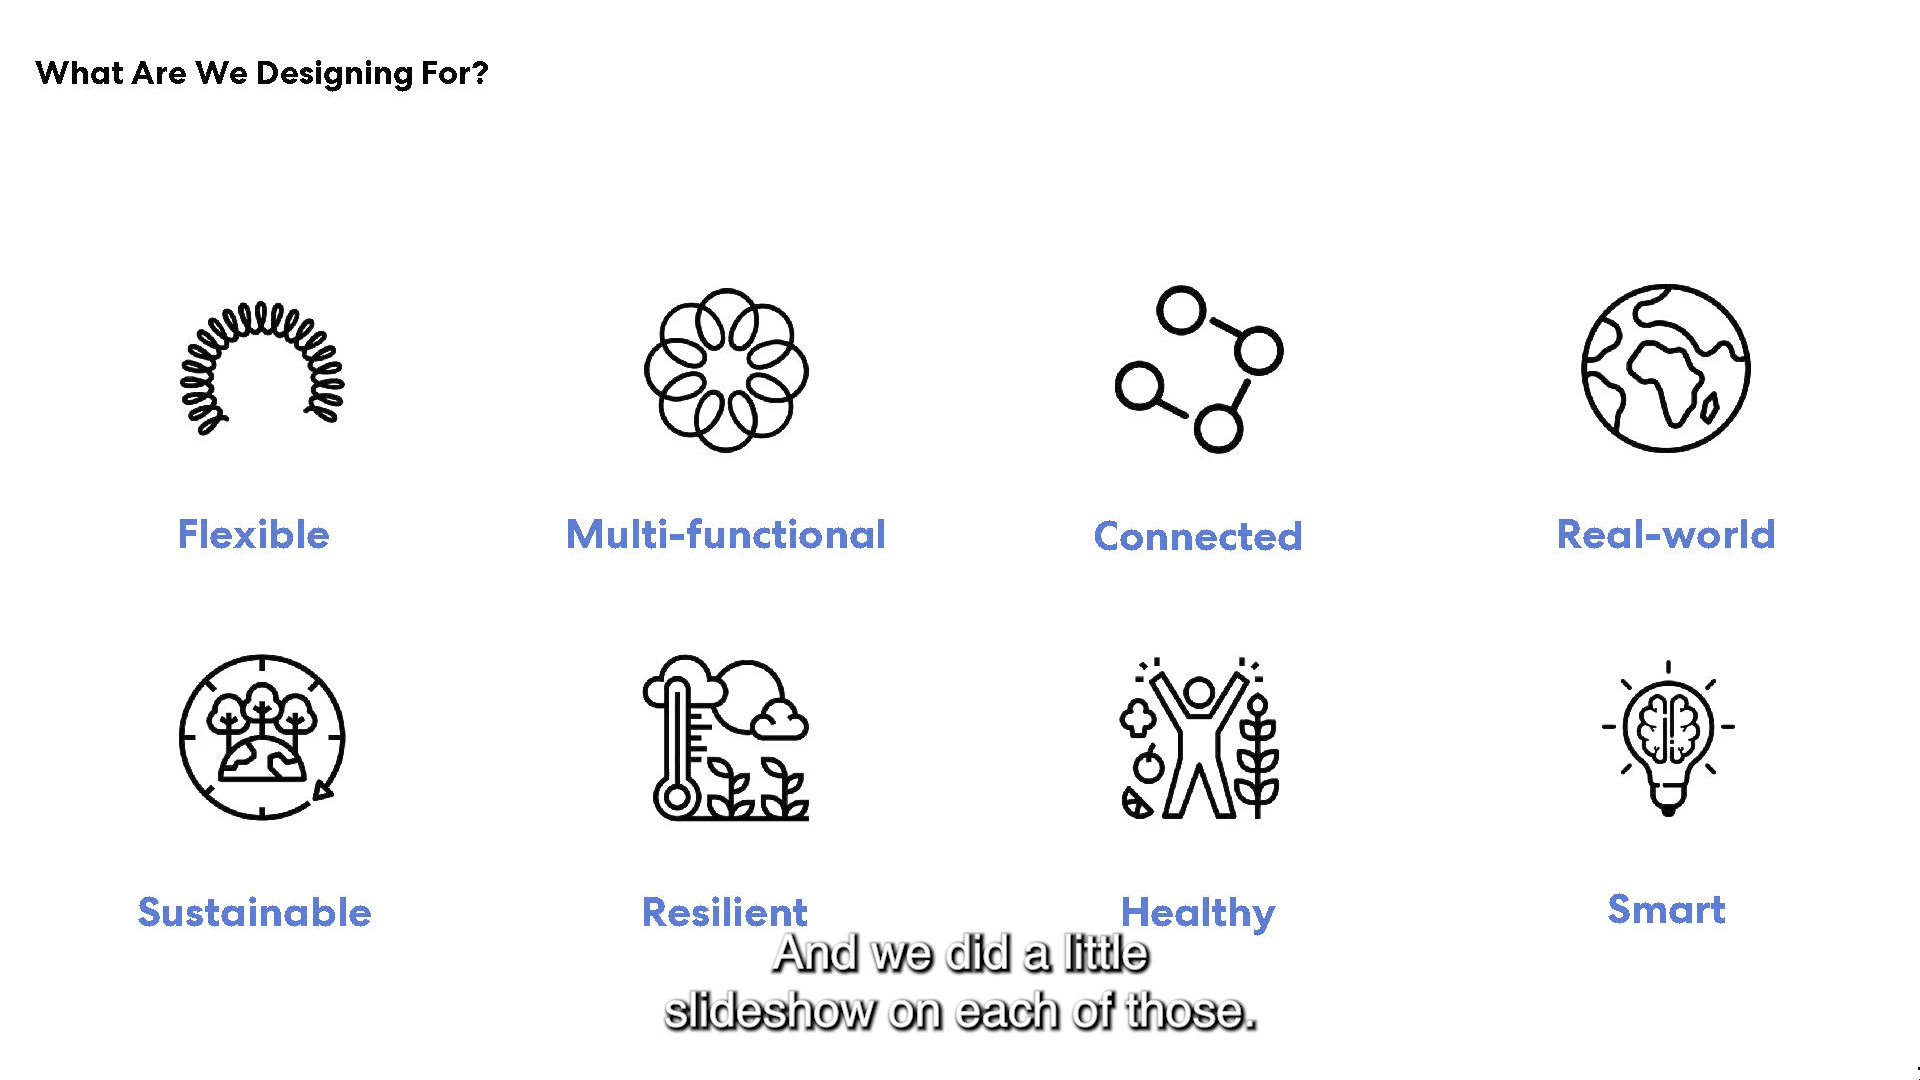 What Are We Designing For?
Flexible
Multi-functional
Connected
Real-world
Sustainable
Resilient
Healthy
Smart
And we did a little
slideshow on each of those.